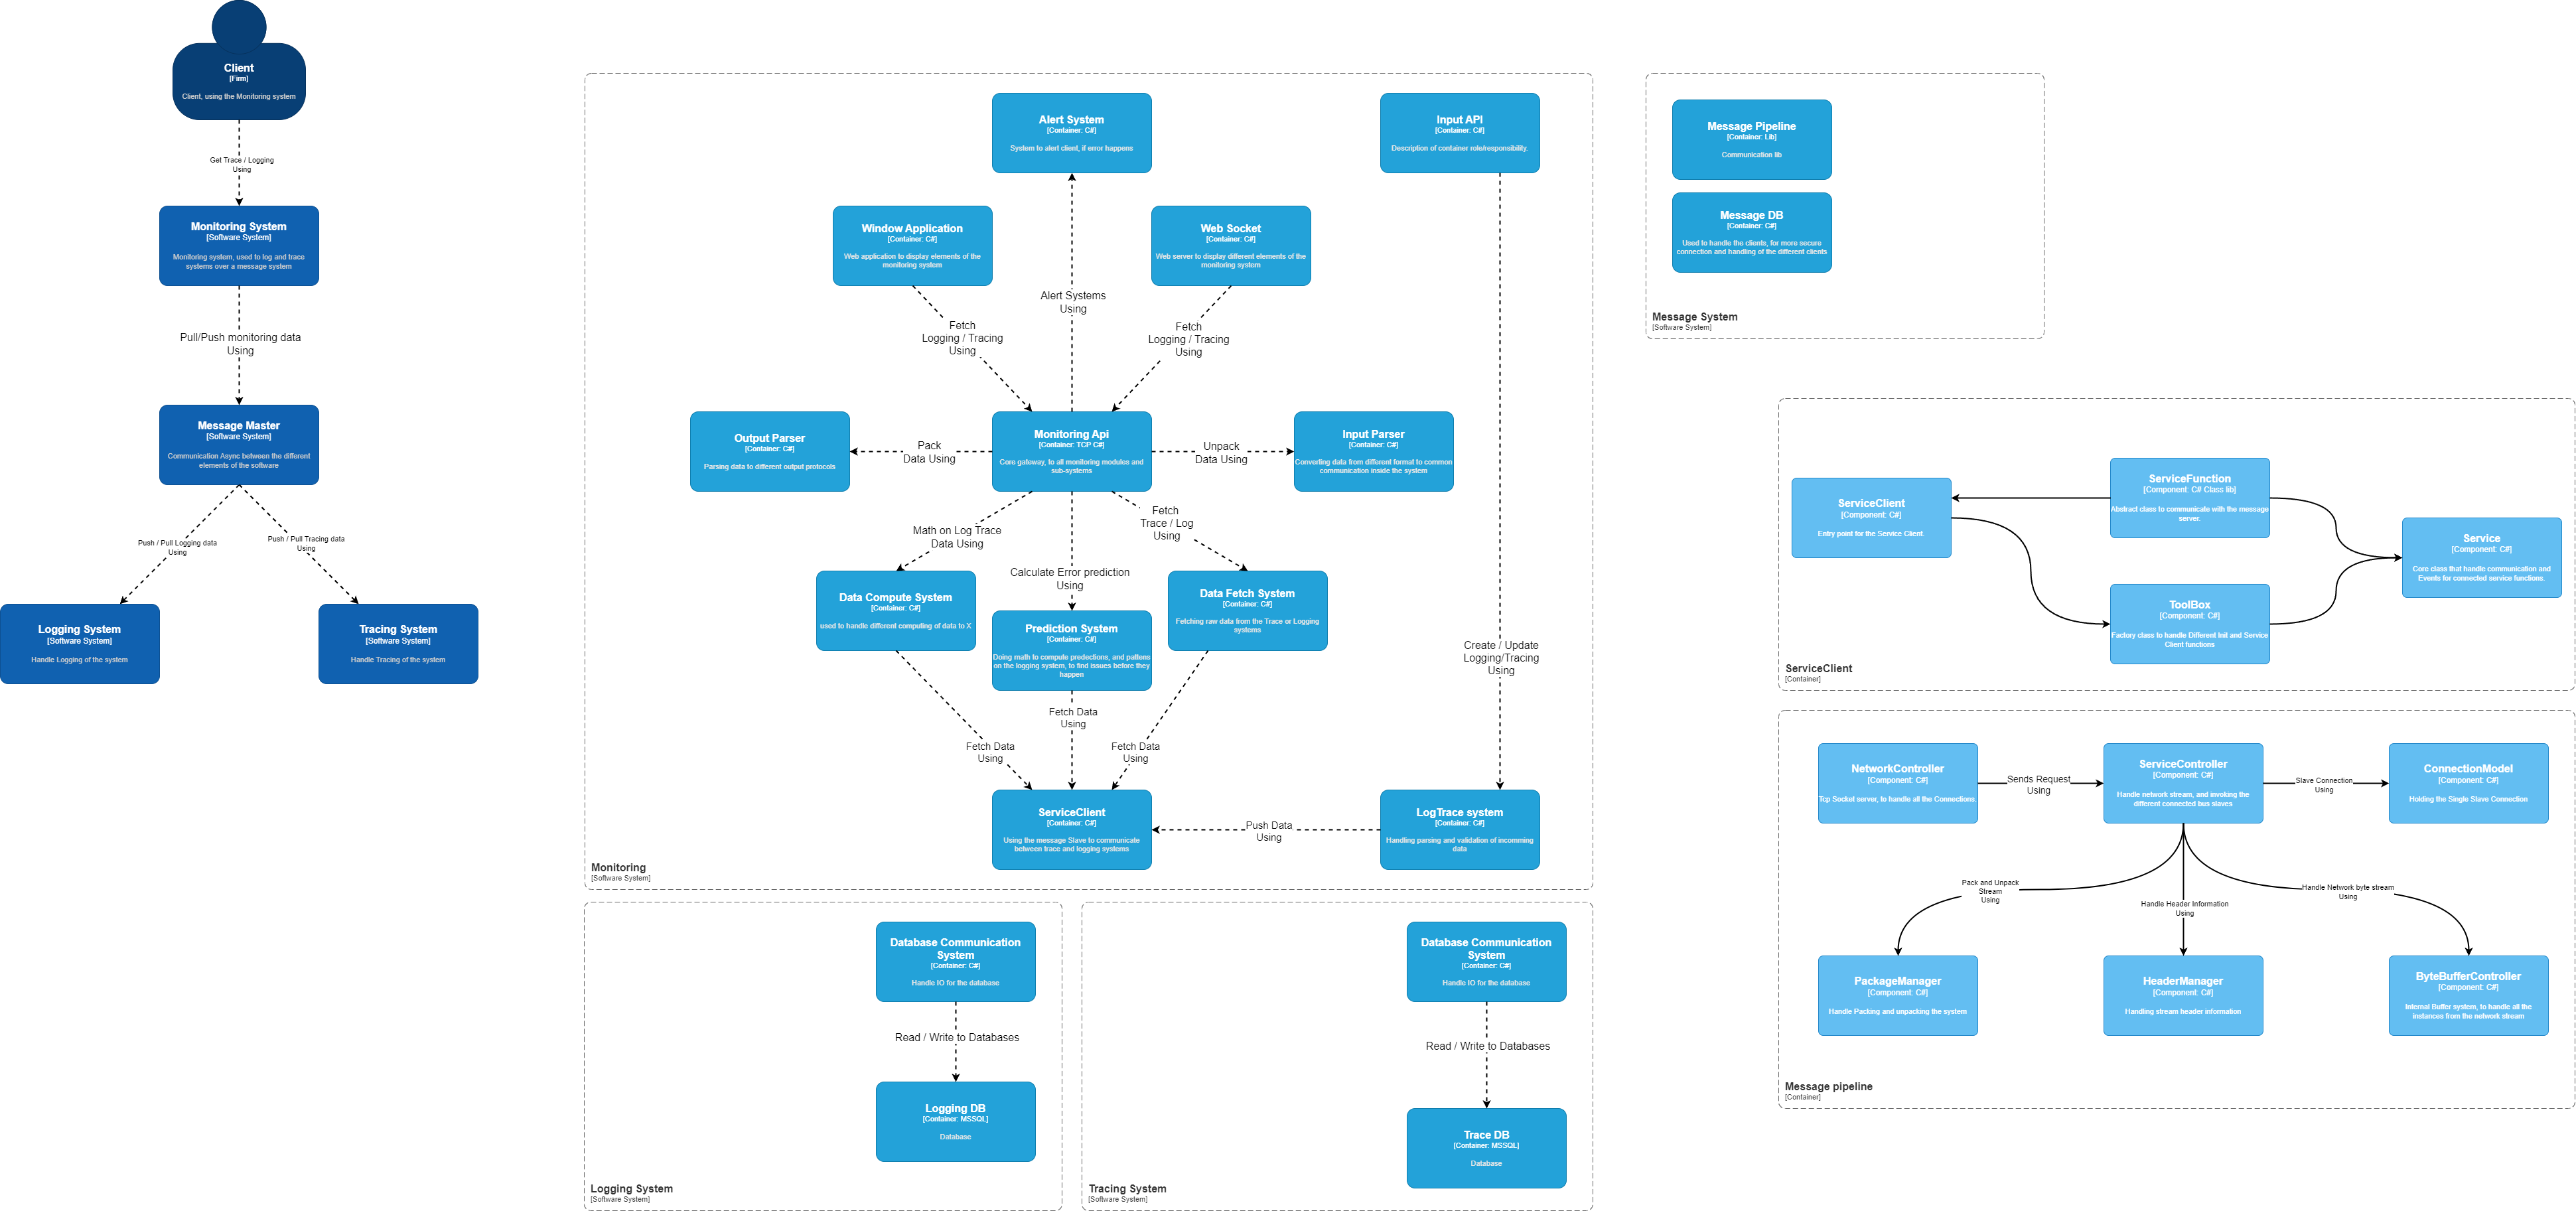 Client
[Firm]
Client, using the Monitoring system
Get Trace / Logging
Using
Monitoring System
[Software System]
Monitoring system, used to log and trace
systems over a message system
Pull/Push monitoring data
Using
Message Master
[Software System]
Communication Async between the different
elements of the software
Push / Pull Logging data
Using
Push / Pull Tracing data
Using
Logging System
[Software System]
Handle Logging of the system
Tracing System
[Software System]
Handle Tracing of the system
Alert System
[Container: C#]
System to alert client, if error happens
Input API
[Container: C#]
Description of container role/responsibility.
Window Application
[Container: C#]
Web application to display elements of the
monitoring system
Web Socket
[Container: C#]
Web server to display different elements of the
monitoring system
Alert Systems
Using
Fetch
Logging / Tracing
Using
Fetch
Logging / Tracing
Using
Output Parser
[Container: C#]
Parsing data to different output protocols
Pack
Data Using
Monitoring Api
[Container: TCP C#]
Core gateway, to all monitoring modules and
sub-systems
Unpack
Data Using
Input Parser
[Container: C#]
Converting data from different format to common
communication inside the system
Math on Log Trace
Data Using
Calculate Error prediction
Using
Fetch
Trace / Log
Using
Data Compute System
[Container: C#]
used to handle different computing of data to X
Prediction System
[Container: C#]
Doing math to compute predections, and pattens
on the logging system, to find issues before they
happen
Data Fetch System
[Container: C#]
Fetching raw data from the Trace or Logging
systems
Create / Update
Logging/Tracing
Using
Fetch Data
Using
Fetch Data
Using
Fetch Data
Using
ServiceClient
[Container: C#]
Using the message Slave to communicate
between trace and logging systems
Push Data
Using
LogTrace system
[Container: C#]
Handling parsing and validation of incomming
data
Monitoring
[Software System]
Database Communication
System
[Container: C#]
Handle IO for the database
Read / Write to Databases
Logging DB
[Container: MSSQL]
Database
Logging System
[Software System]
Database Communication
System
[Container: C#]
Handle IO for the database
Read / Write to Databases
Trace DB
[Container: MSSQL]
Database
Tracing System
[Software System]
Message Pipeline
[Container: Lib]
Communication lib
Message DB
[Container: C#]
Used to handle the clients, for more secure
connection and handling of the different clients
Message System
[Software System]
ServiceClient
[Component: C#]
Entry point for the Service Client.
ServiceFunction
[Component: C# Class lib]
Abstract class to communicate with the message
server.
Service
[Component: C#]
Core class that handle communication and
Events for connected service functions.
ToolBox
[Component: C#]
Factory class to handle Different Init and Service
Client functions
ServiceClient
[Container]
NetworkController
[Component: C#]
Tcp Socket server, to handle all the Connections.
Sends Request
Using
ServiceController
[Component: C#]
Handle network stream, and invoking the
different connected bus slaves
Slave Connection
Using
ConnectionModel
[Component: C#]
Holding the Single Slave Connection
Pack and Unpack
Stream
Using
Handle Header Information
Using
Handle Network byte stream
Using
PackageManager
[Component: C#]
Handle Packing and unpacking the system
HeaderManager
[Component: C#]
Handling stream header information
ByteBufferController
[Component: C#]
Internal Buffer system, to handle all the
instances from the network stream
Message pipeline
[Container]